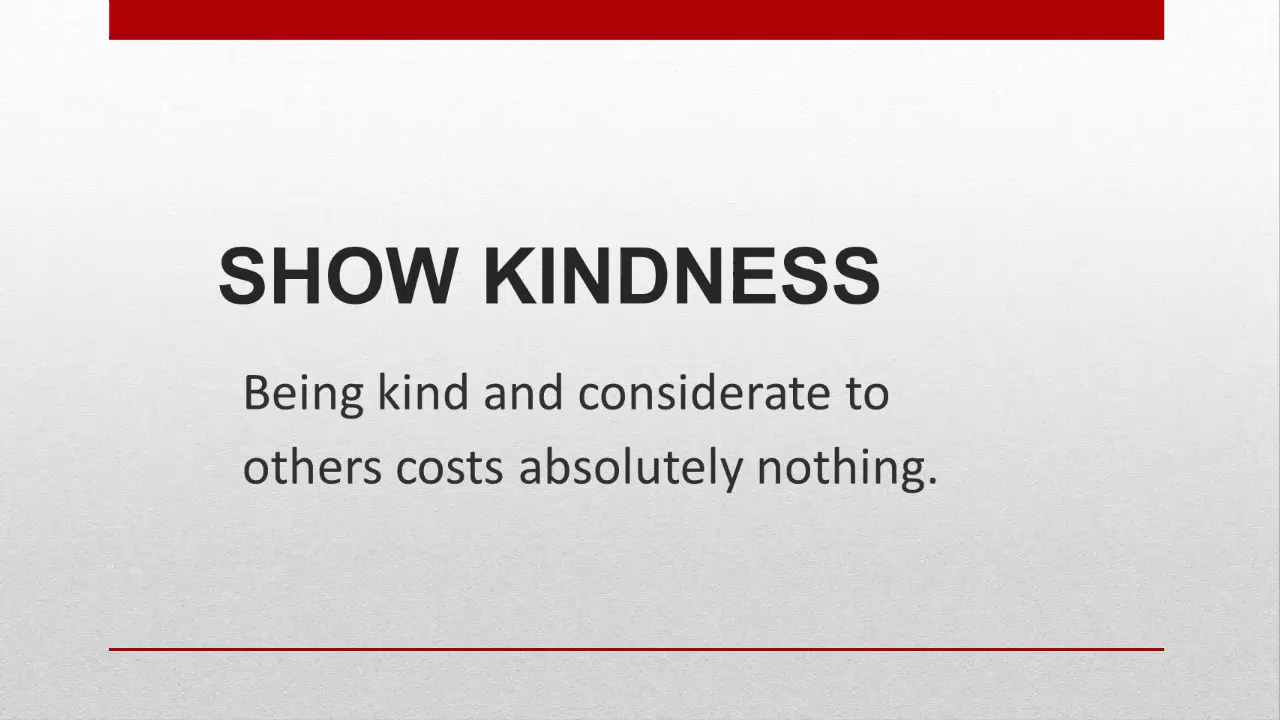 SHOW KINDNESS
Being kind and considerate to
others costs absolutely nothing.